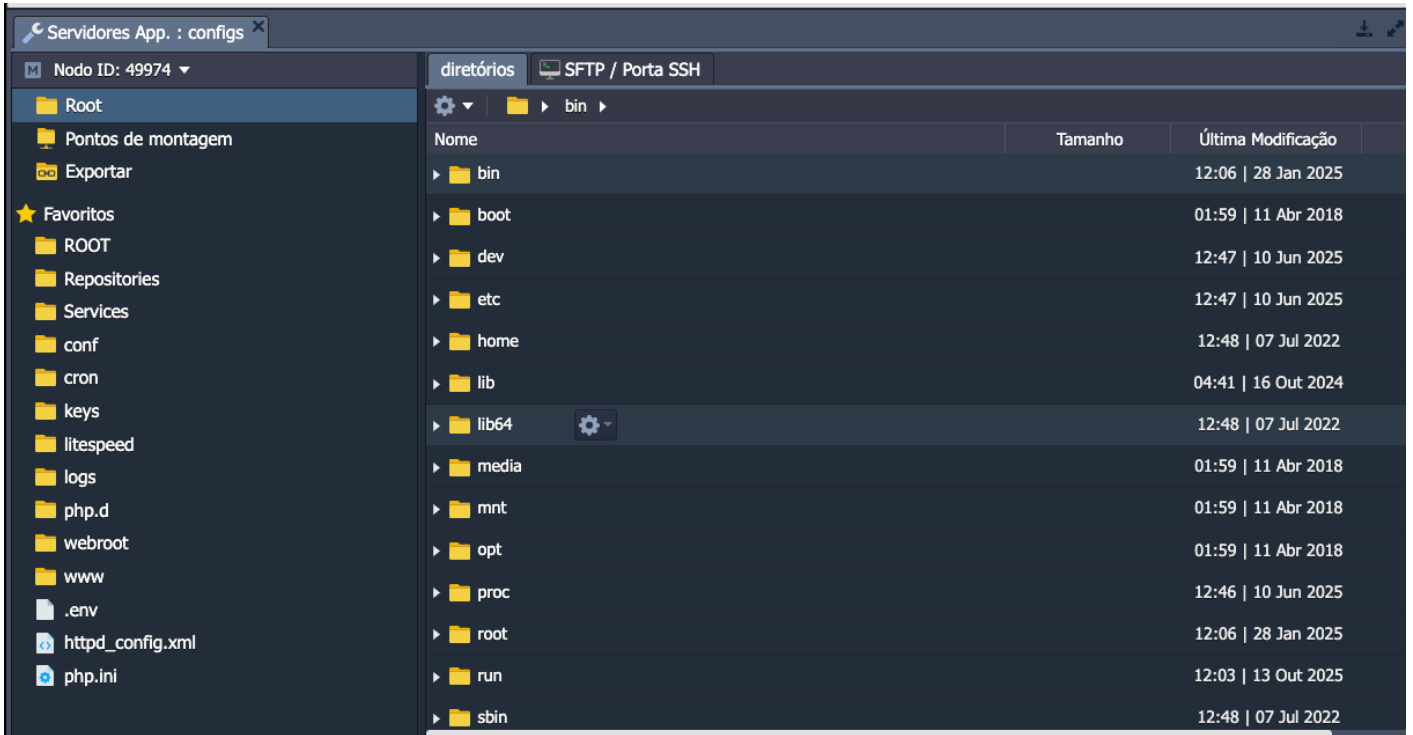 Servidores App. : configs
Nodo ID: 49974
Root
Pontos de montagem
Exportar
Favoritos
ROOT
Repositories
Services
conf
cron
keys
litespeed
logs
php.d
webroot
www
.env
httpd_config.xml
php.ini
diretórios SFTP / Porta SSH
bin
Nome Tamanho Última Modificação
bin 12:06 | 28 Jan 2025
boot 01:59 | 11 Abr 2018
dev 12:47 | 10 Jun 2025
etc 12:47 | 10 Jun 2025
home 12:48 | 07 Jul 2022
lib 04:41 | 16 Out 2024
lib64 12:48 | 07 Jul 2022
media 01:59 | 11 Abr 2018
mnt 01:59 | 11 Abr 2018
opt 01:59 | 11 Abr 2018
proc 12:46 | 10 Jun 2025
root 12:06 | 28 Jan 2025
run 12:03 | 13 Out 2025
sbin 12:48 | 07 Jul 2022